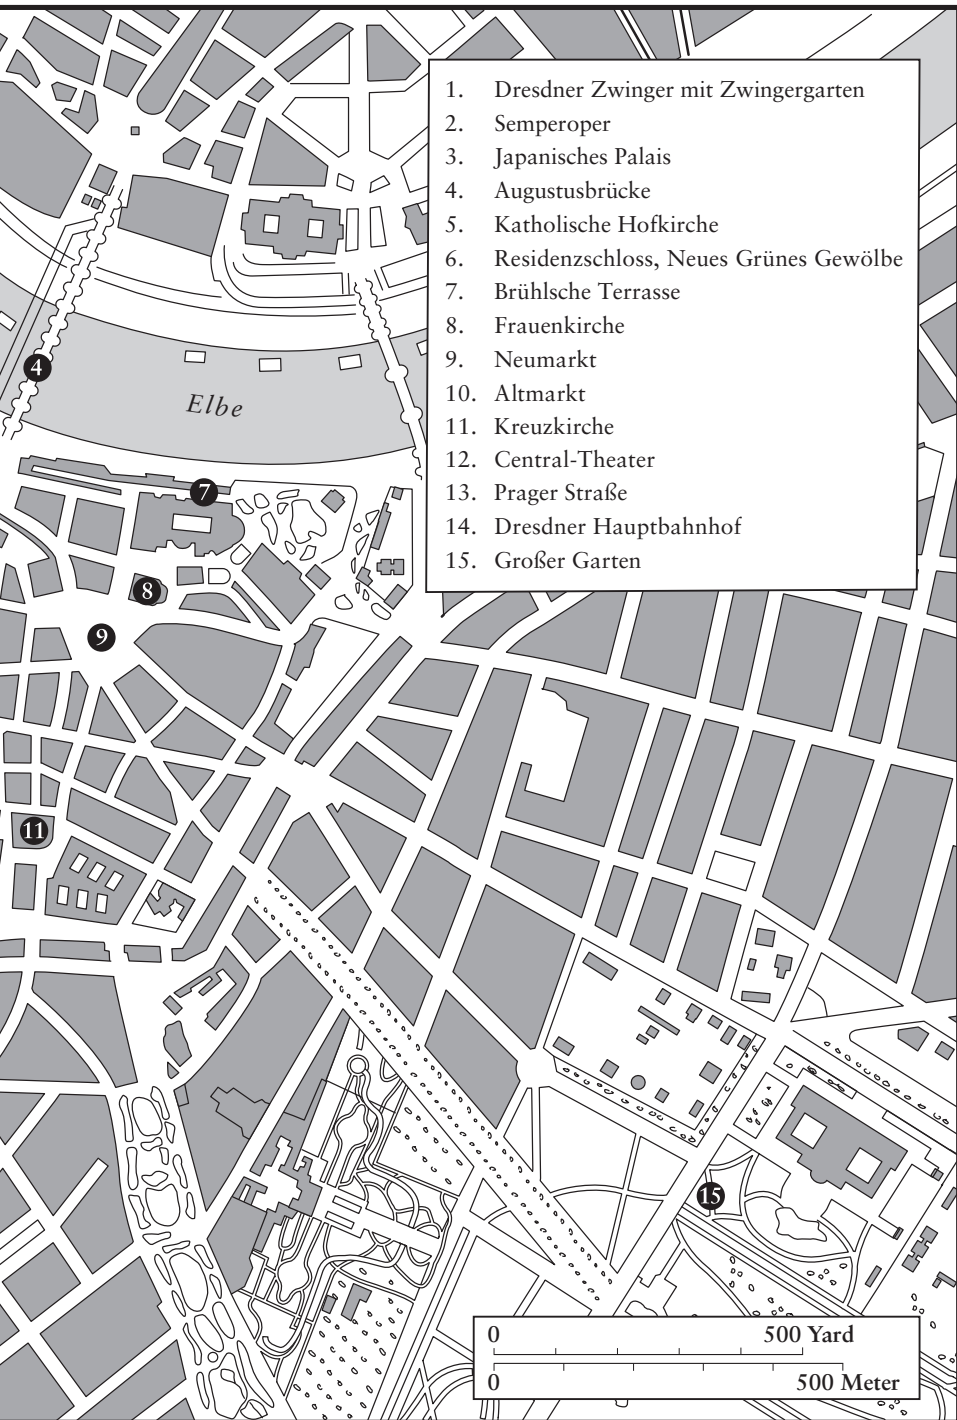 1. Dresdner Zwinger mit Zwingergarten
2. Semperoper
3. Japanisches Palais
4. Augustusbrücke
5. Katholische Hofkirche
6. Residenzschloss, Neues Grünes Gewölbe
7. Brühlsche Terrasse
8. Frauenkirche
9. Neumarkt
10. Altmarkt
11. Kreuzkirche
12. Central-Theater
13. Prager Straße
14. Dresdner Hauptbahnhof
15. Großer Garten
4
Elbe
7
8
9
11
15
0 500 Yard
0 500 Meter